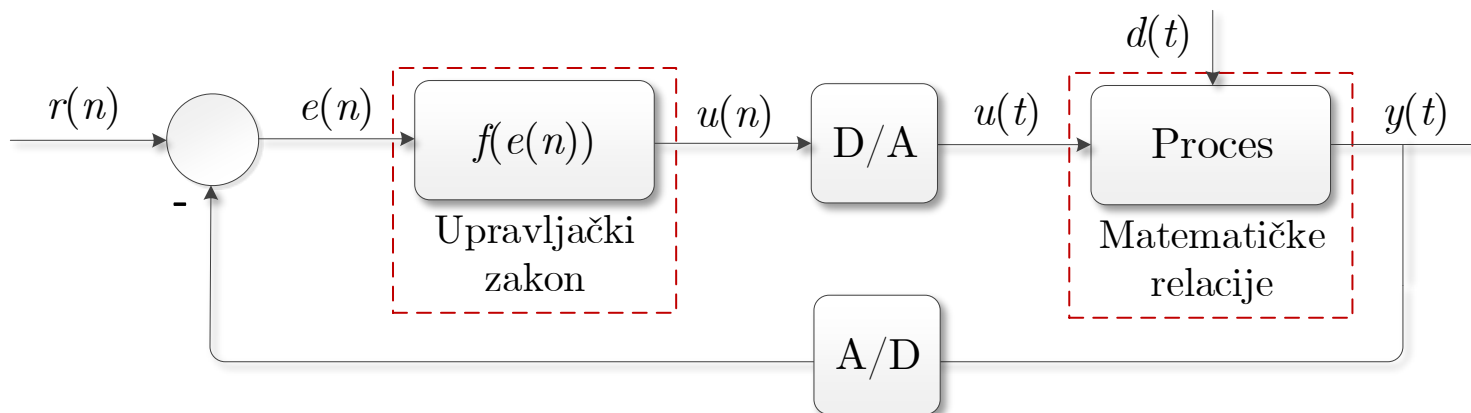 d(t)
r(n)
e(n)
f(e(n))
u(n)
D/A
u(t)
Proces
y(t)
-
Upravljački
zakon
Matematičke
relacije
A/D